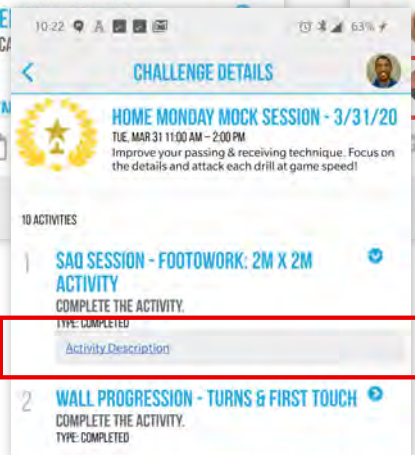 10:22
63%
CHALLENGE DETAILS
HOME MONDAY MOCK SESSION - 3/31/20
TUE, MAR 31 11:00 AM – 2:00 PM
Improve your passing & receiving technique. Focus on
the details and attack each drill at game speed!
10 ACTIVITIES
1
SAQ SESSION - FOOTOWORK: 2M X 2M
ACTIVITY
COMPLETE THE ACTIVITY.
TYPE: COMPLETED
Activity Description
2
WALL PROGRESSION - TURNS & FIRST TOUCH
COMPLETE THE ACTIVITY.
TYPE: COMPLETED